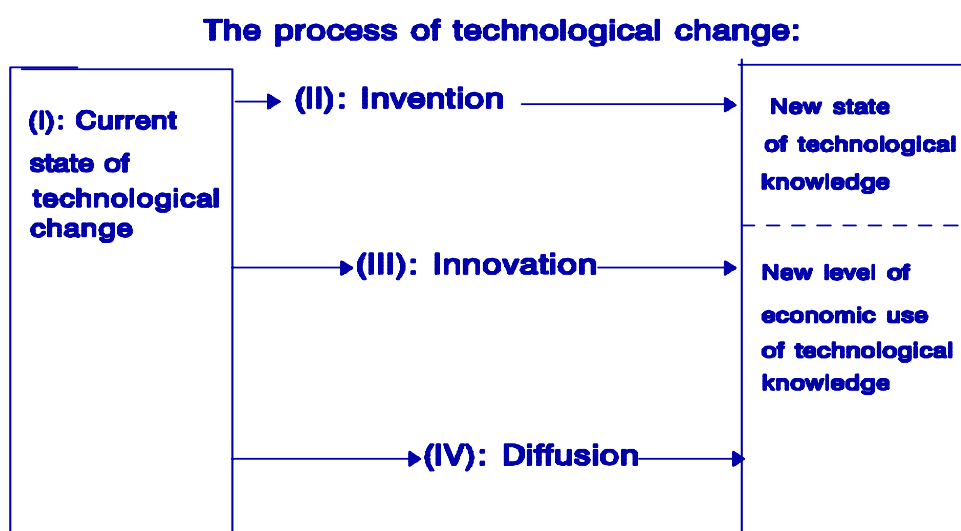 The process of technological change:
(I): Current
state of
technological
change
(II): Invention
(III): Innovation
(IV): Diffusion
New state
of technological
knowledge
New level of
economic use
of technological
knowledge